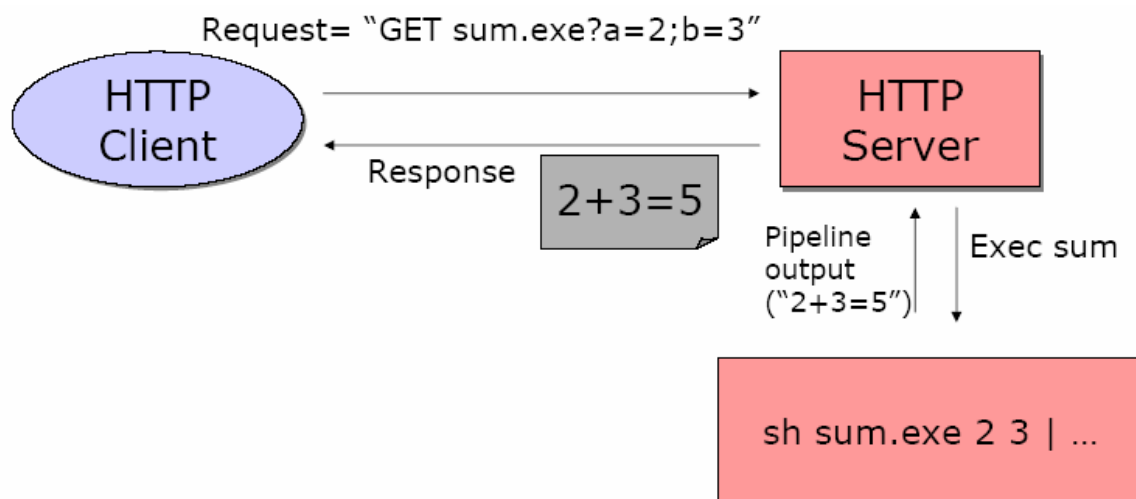 Request= “GET sum.exe?a=2;b=3”
HTTP
Client
HTTP
Server
Response
2+3=5
Pipeline
output
(“2+3=5”)
Exec sum
sh sum.exe 2 3 | ...